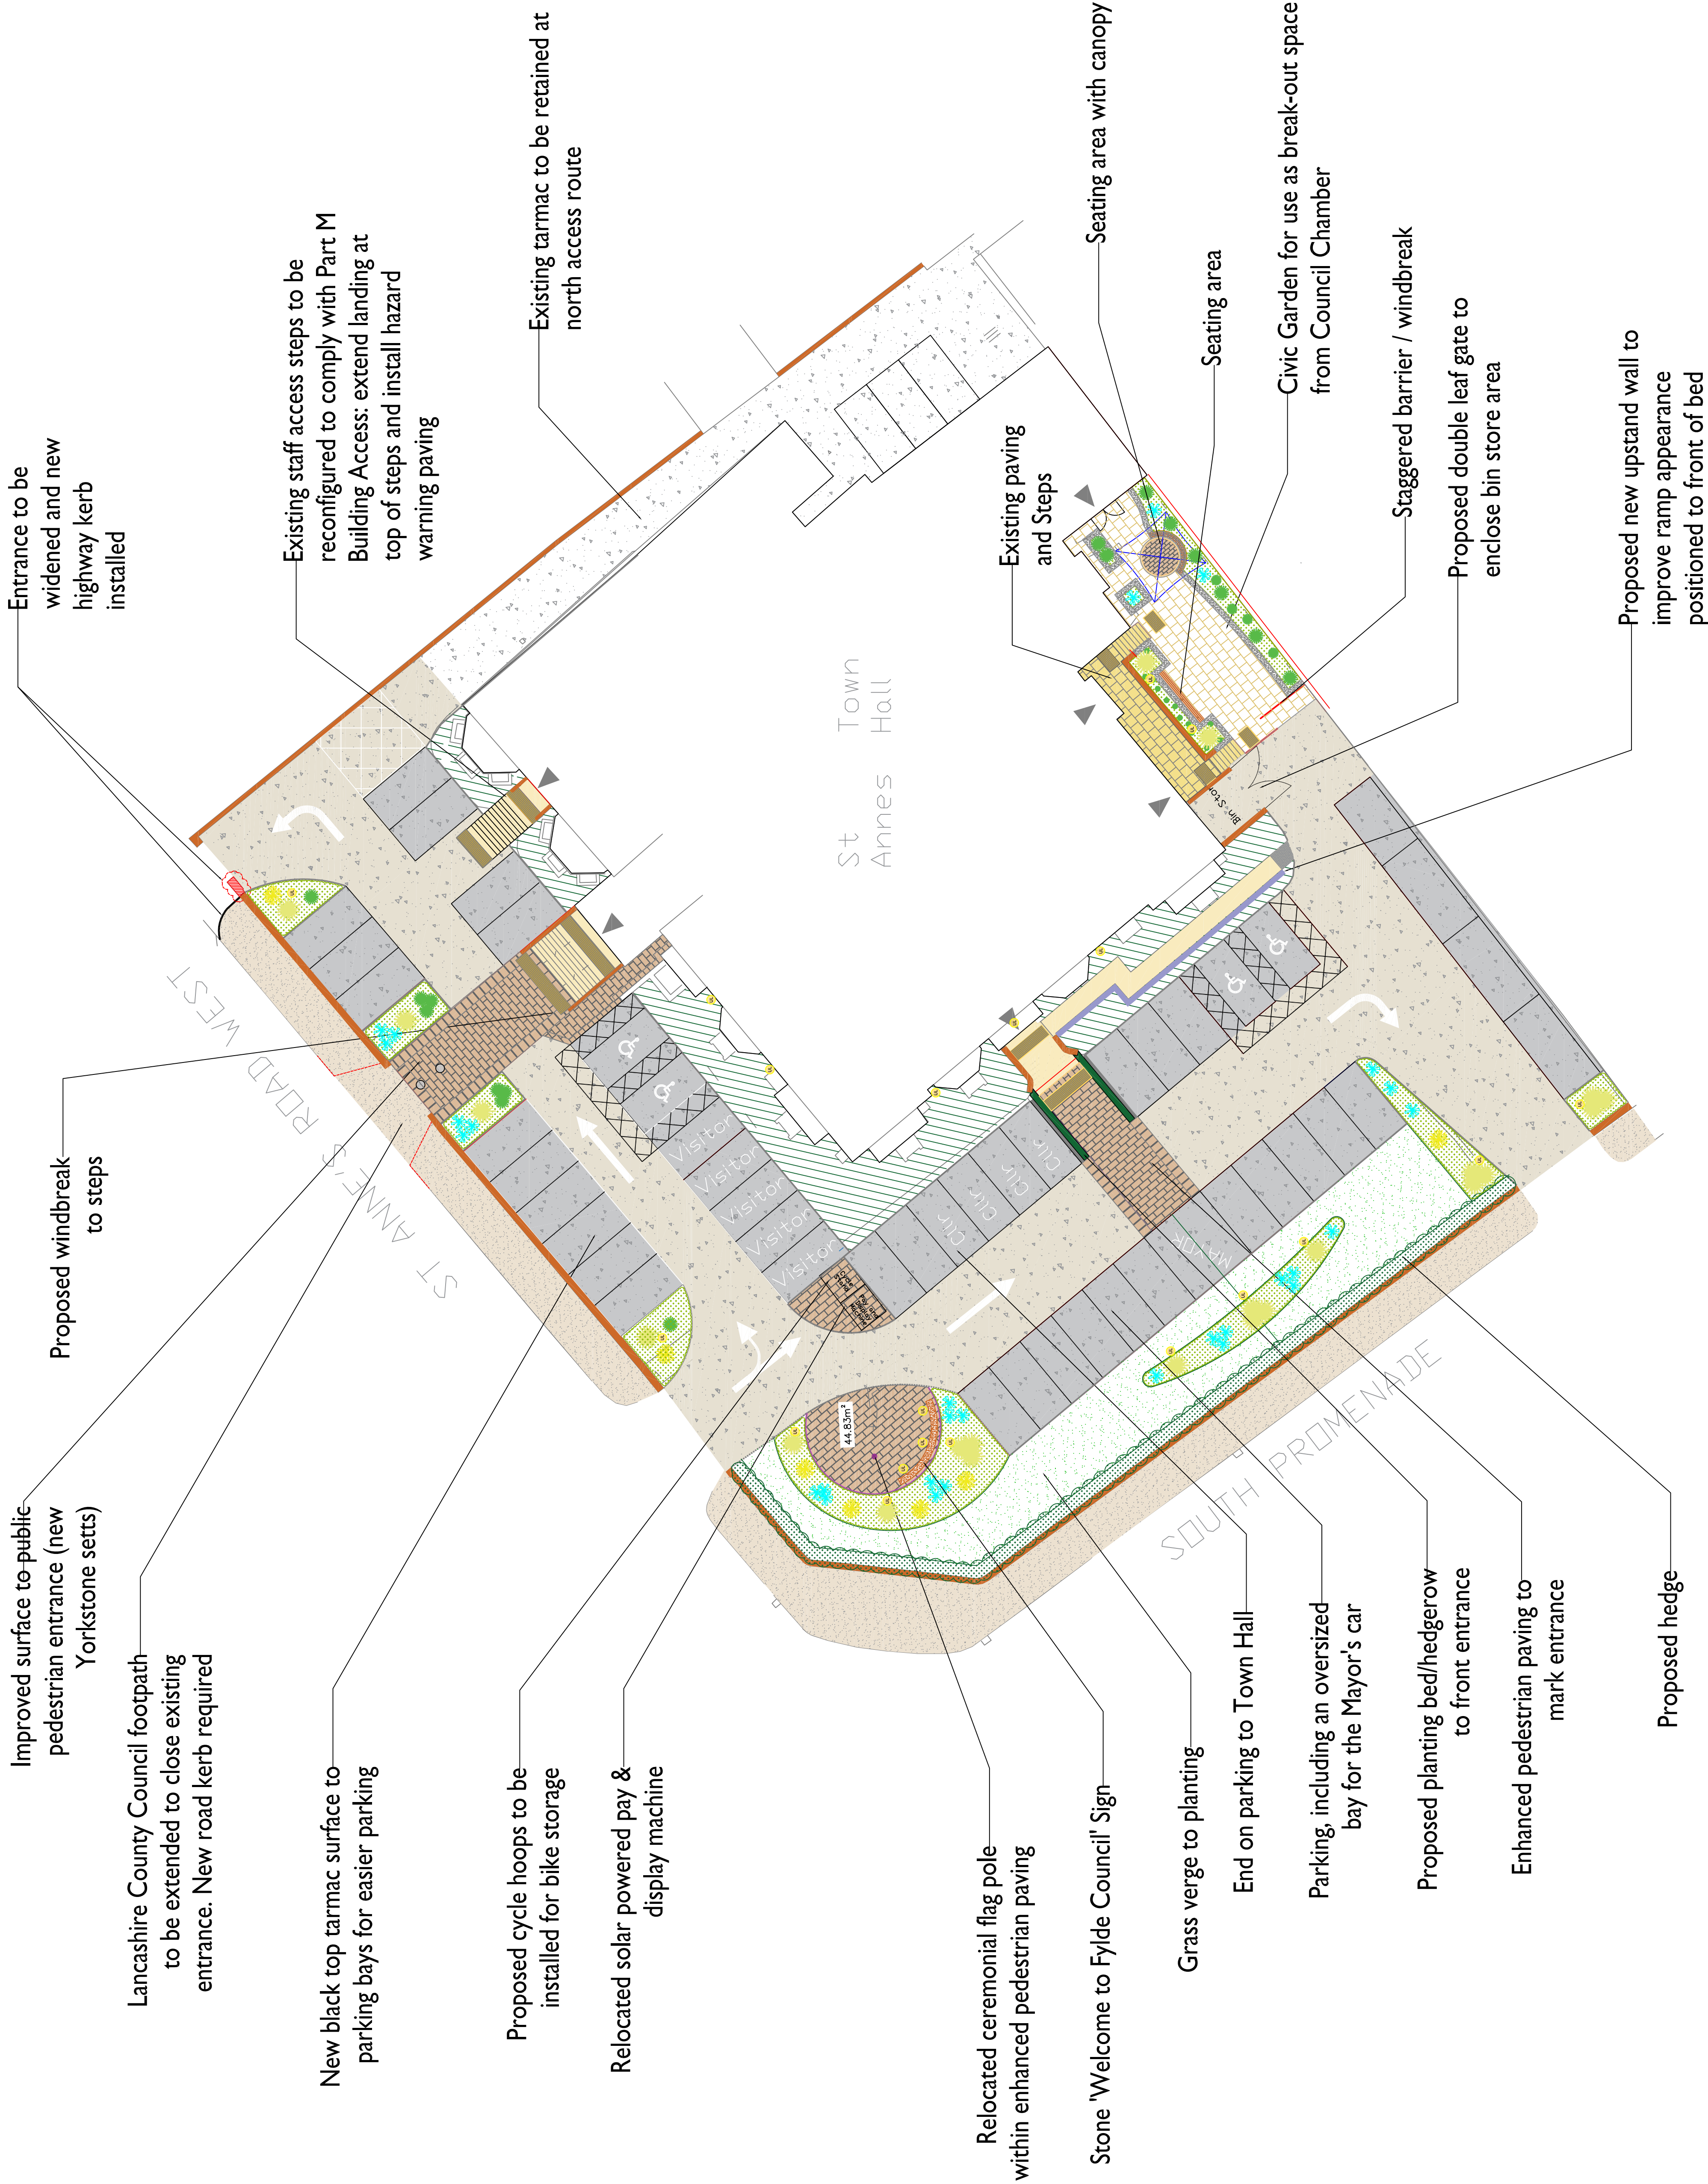 Entrance to be
widened and new
highway kerb
installed
Existing staff access steps to be
reconfigured to comply with Part M
Building Access: extend landing at
top of steps and install hazard
warning paving
Existing tarmac to be retained at
north access route
Existing paving
and Steps
Seating area with canopy
Seating area
Civic Garden for use as break-out space
from Council Chamber
Staggered barrier / windbreak
Proposed double leaf gate to
enclose bin store area
Proposed new upstand wall to
improve ramp appearance
positioned to front of bed
Proposed windbreak
to steps
Improved surface to public
pedestrian entrance (new
Yorkstone setts)
Lancashire County Council footpath
to be extended to close existing
entrance. New road kerb required
New black top tarmac surface to
parking bays for easier parking
Proposed cycle hoops to be
installed for bike storage
Relocated solar powered pay &
display machine
Relocated ceremonial flag pole
within enhanced pedestrian paving
Stone 'Welcome to Fylde Council' Sign
Grass verge to planting
End on parking to Town Hall
Parking, including an oversized
bay for the Mayor's car
Proposed planting bed/hedgerow
to front entrance
Enhanced pedestrian paving to
mark entrance
Proposed hedge
St Town
Annes Hall
ST ANNE'S ROAD WEST
SOUTH PROMENADE
Visitor
Visitor
Visitor
Visitor
Cllr
Cllr
Cllr
Cllr
MAYOR
44.83m²